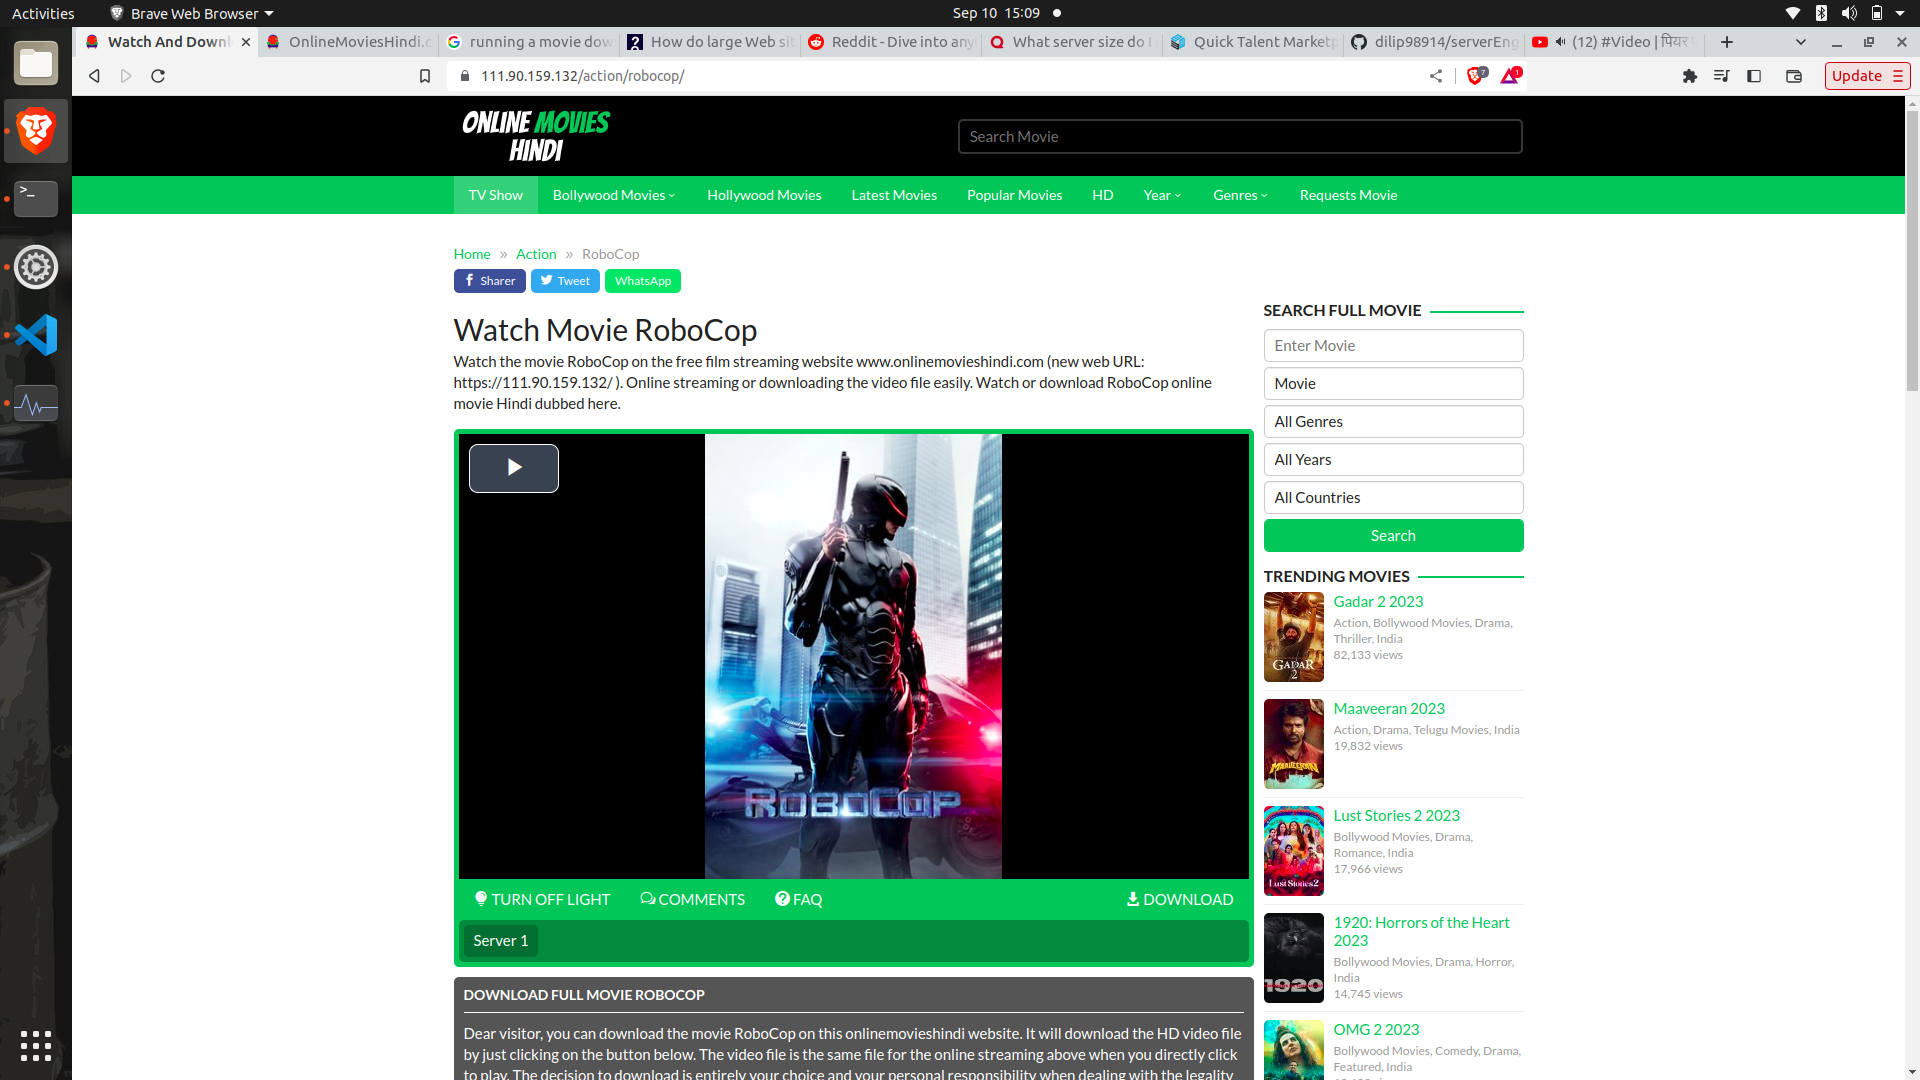 Activities
Brave Web Browser
Sep 10 15:09
Watch And Downl
OnlineMoviesHindi.c
running a movie dow
How do large Web sit
Reddit - Dive into anyt
What server size do I
Quick Talent Marketp
dilip98914/serverEng
(12) #Video | पियर
111.90.159.132/action/robocop/
7
1
Update
ONLINE MOVIES
HINDI
Search Movie
TV Show
Bollywood Movies
Hollywood Movies
Latest Movies
Popular Movies
HD
Year
Genres
Requests Movie
Home » Action » RoboCop
Sharer
Tweet
WhatsApp
Watch Movie RoboCop
Watch the movie RoboCop on the free film streaming website www.onlinemovieshindi.com (new web URL:
https://111.90.159.132/ ). Online streaming or downloading the video file easily. Watch or download RoboCop online
movie Hindi dubbed here.
ROBOCOP
TURN OFF LIGHT
COMMENTS
FAQ
DOWNLOAD
Server 1
DOWNLOAD FULL MOVIE ROBOCOP
Dear visitor, you can download the movie RoboCop on this onlinemovieshindi website. It will download the HD video file
by just clicking on the button below. The video file is the same file for the online streaming above when you directly click
to play. The decision to download is entirely your choice and your personal responsibility when dealing with the legality
SEARCH FULL MOVIE
Enter Movie
Movie
All Genres
All Years
All Countries
Search
TRENDING MOVIES
GADAR
2
Gadar 2 2023
Action, Bollywood Movies, Drama,
Thriller, India
82,133 views
MAAVEERAN
Maaveeran 2023
Action, Drama, Telugu Movies, India
19,832 views
Lust Stories 2
Lust Stories 2 2023
Bollywood Movies, Drama,
Romance, India
17,966 views
1920
1920: Horrors of the Heart
2023
Bollywood Movies, Drama, Horror,
India
14,745 views
OMG 2 2023
Bollywood Movies, Comedy, Drama,
Featured, India